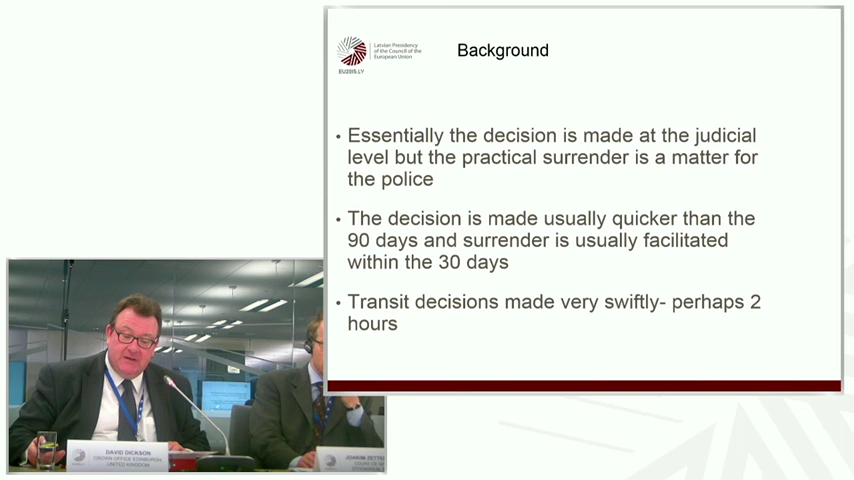 Latvian Presidency
of the Council of the
European Union
EU2015.LV
Background
• Essentially the decision is made at the judicial
level but the practical surrender is a matter for
the police
• The decision is made usually quicker than the
90 days and surrender is usually facilitated
within the 30 days
• Transit decisions made very swiftly- perhaps 2
hours
DAVID DICKSON
CROWN OFFICE EDINBURGH
UNITED KINGDOM
JOAKIM ZETTE